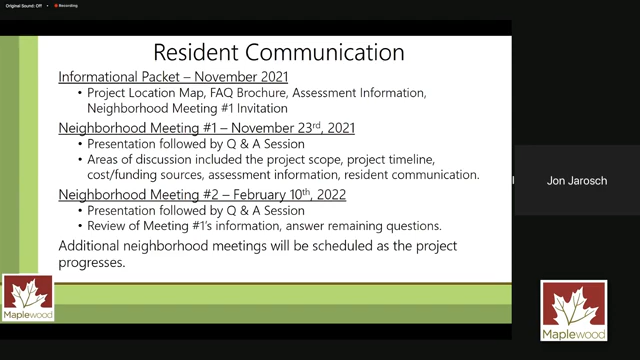 Original Sound: Off
Recording
Resident Communication
Informational Packet – November 2021
• Project Location Map, FAQ Brochure, Assessment Information,
Neighborhood Meeting #1 Invitation
Neighborhood Meeting #1 – November 23rd, 2021
• Presentation followed by Q & A Session
• Areas of discussion included the project scope, project timeline,
cost/funding sources, assessment information, resident communication.
Neighborhood Meeting #2 – February 10th, 2022
• Presentation followed by Q & A Session
• Review of Meeting #1's information, answer remaining questions.
Additional neighborhood meetings will be scheduled as the project
progresses.
Jon Jarosch
Maplewood
Maplewood